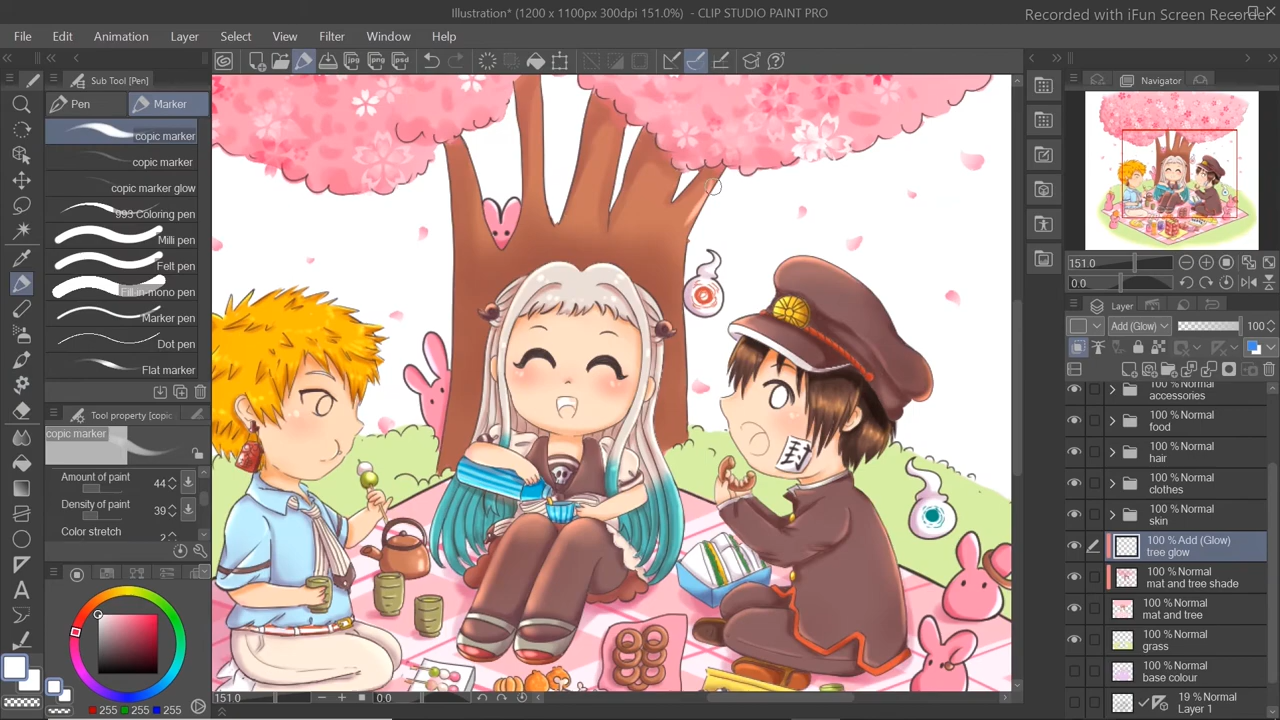 Illustration* (1200 x 1100px 300dpi 151.0%) - CLIP STUDIO PAINT PRO
Recorded with iFun Screen Recorder
File Edit Animation Layer Select View Filter Window Help
Sub Tool [Pen]
Navigator
Pen Marker
copic marker
copic marker
copic marker glow
993 Coloring pen
Milli pen
Felt pen
Fill-in mono pen
Marker pen
Dot pen
Flat marker
Tool property [copic
copic marker
Amount of paint 44
Density of paint 39
Color stretch 2
255 255 255
封
151.0 0.0
151.0
0.0
Layer
Add (Glow) 100
accessories
100 % Normal
food
100 % Normal
hair
100 % Normal
clothes
100 % Normal
skin
100 % Add (Glow)
tree glow
100 % Normal
mat and tree shade
100 % Normal
mat and tree
100 % Normal
grass
100 % Normal
base colour
19 % Normal
Layer 1